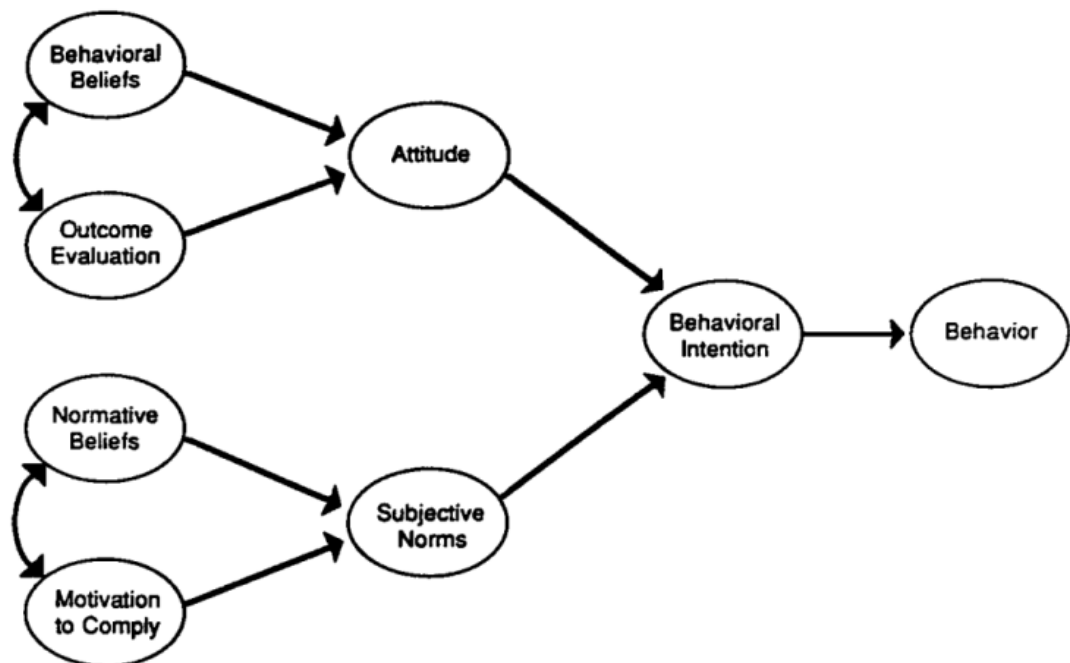 Behavioral
Beliefs
Attitude
Outcome
Evaluation
Behavioral
Intention
Behavior
Normative
Beliefs
Subjective
Norms
Motivation
to Comply